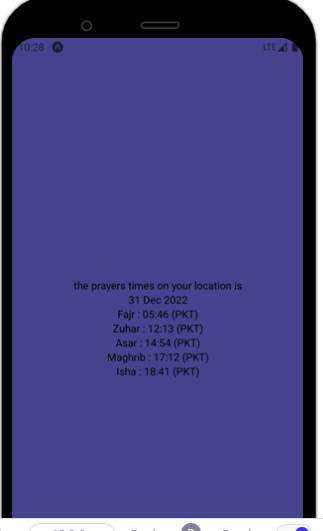 10:28
LTE
the prayers times on your location is
31 Dec 2022
Fajr : 05:46 (PKT)
Zuhar : 12:13 (PKT)
Asar : 14:54 (PKT)
Maghrib : 17:12 (PKT)
Isha : 18:41 (PKT)